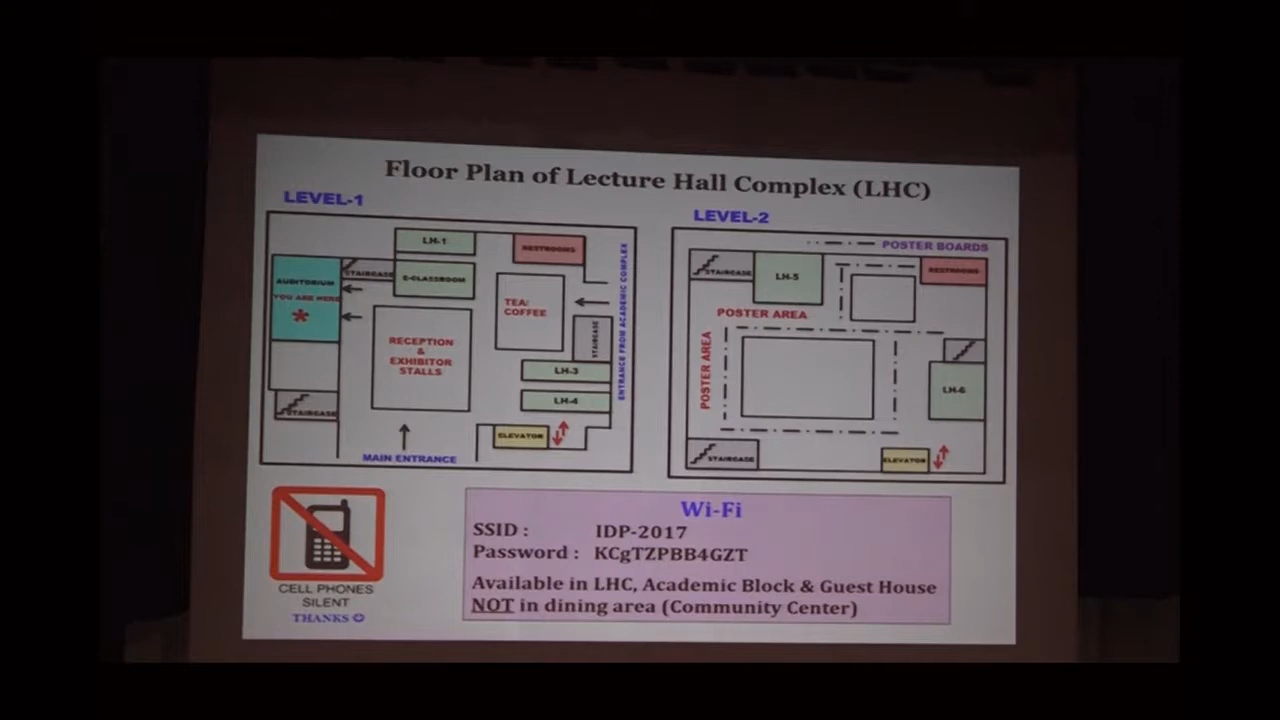 Floor Plan of Lecture Hall Complex (LHC)
LEVEL-1
LH-1
RESTROOMS
STAIRCASE
E-CLASSROOM
AUDITORIUM
YOU ARE HERE
*
TEA/
COFFEE
ENTRANCE FROM ACADEMIC COMPLEX
RECEPTION
&
EXHIBITOR
STALLS
STAIRCASE
LH-3
LH-4
STAIRCASE
ELEVATOR
MAIN ENTRANCE
LEVEL-2
POSTER BOARDS
STAIRCASE
LH-5
RESTROOMS
POSTER AREA
POSTER AREA
LH-6
STAIRCASE
ELEVATOR
CELL PHONES
SILENT
THANKS ☺
Wi-Fi
SSID : IDP-2017
Password : KCgTZPBB4GZT
Available in LHC, Academic Block & Guest House
NOT in dining area (Community Center)